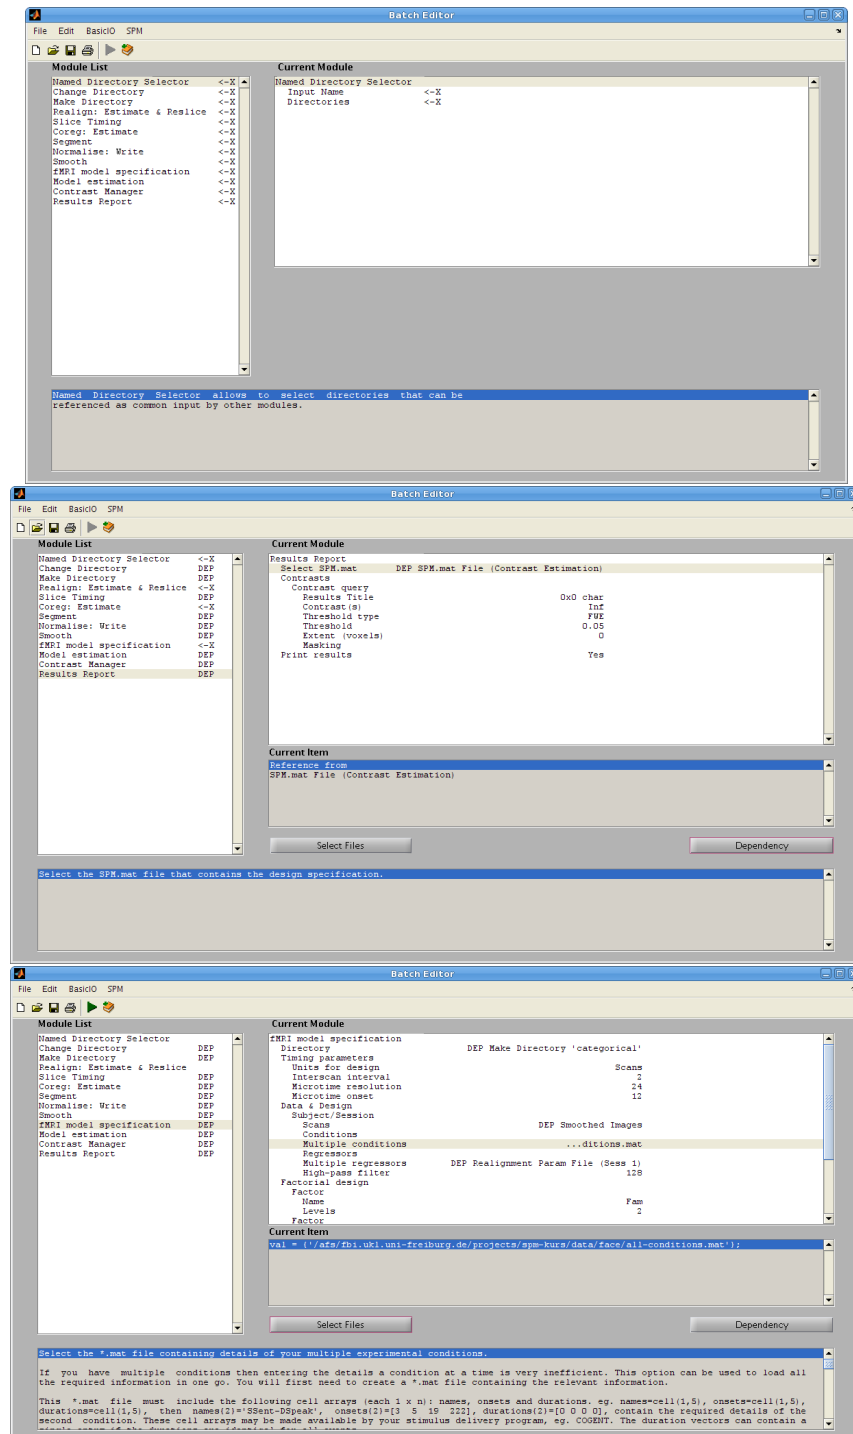 Batch Editor
File Edit BasicIO SPM
Module List
Named Directory Selector <-X
Change Directory <-X
Make Directory <-X
Realign: Estimate & Reslice <-X
Slice Timing <-X
Coreg: Estimate <-X
Segment <-X
Normalise: Write <-X
Smooth <-X
fMRI model specification <-X
Model estimation <-X
Contrast Manager <-X
Results Report <-X
Current Module
Named Directory Selector
Input Name <-X
Directories <-X
Named Directory Selector allows to select directories that can be
referenced as common input by other modules.
Batch Editor
File Edit BasicIO SPM
Module List
Named Directory Selector <-X
Change Directory DEP
Make Directory DEP
Realign: Estimate & Reslice <-X
Slice Timing DEP
Coreg: Estimate <-X
Segment DEP
Normalise: Write DEP
Smooth DEP
fMRI model specification <-X
Model estimation DEP
Contrast Manager DEP
Results Report DEP
Current Module
Results Report
Select SPM.mat DEP SPM.mat File (Contrast Estimation)
Contrasts
Contrast query
Results Title 0x0 char
Contrast(s) Inf
Threshold type FWE
Threshold 0.05
Extent (voxels) 0
Masking
Print results Yes
Current Item
Reference from
SPM.mat File (Contrast Estimation)
Select Files Dependency
Select the SPM.mat file that contains the design specification.
Batch Editor
File Edit BasicIO SPM
Module List
Named Directory Selector
Change Directory DEP
Make Directory DEP
Realign: Estimate & Reslice
Slice Timing DEP
Coreg: Estimate DEP
Segment DEP
Normalise: Write DEP
Smooth DEP
fMRI model specification DEP
Model estimation DEP
Contrast Manager DEP
Results Report DEP
Current Module
fMRI model specification
Directory DEP Make Directory 'categorical'
Timing parameters
Units for design Scans
Interscan interval 2
Microtime resolution 24
Microtime onset 12
Data & Design
Subject/Session
Scans DEP Smoothed Images
Conditions
Multiple conditions ...ditions.mat
Regressors
Multiple regressors DEP Realignment Param File (Sess 1)
High-pass filter 128
Factorial design
Factor
Name Fam
Levels 2
Factor
Current Item
val = {'/afs/fbi.ukl.uni-freiburg.de/projects/spm-kurs/data/face/all-conditions.mat'};
Select Files Dependency
Select the *.mat file containing details of your multiple experimental conditions.
If you have multiple conditions then entering the details a condition at a time is very inefficient. This option can be used to load all
the required information in one go. You will first need to create a *.mat file containing the relevant information.
This *.mat file must include the following cell arrays (each 1 x n): names, onsets and durations. eg. names=cell(1,5), onsets=cell(1,5),
durations=cell(1,5), then names{2}='SSent-DSpeak', onsets{2}=[3 5 19 222], durations{2}=[0 0 0 0], contain the required details of the
second condition. These cell arrays may be made available by your stimulus delivery program, eg. COGENT. The duration vectors can contain a